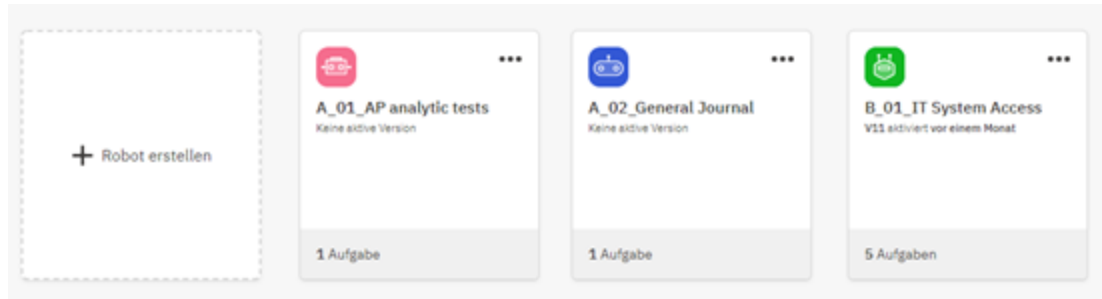 Robot erstellen
A_01_AP analytic tests
Keine aktive Version
1 Aufgabe
A_02_General Journal
Keine aktive Version
1 Aufgabe
B_01_IT System Access
V11 aktiviert vor einem Monat
5 Aufgaben